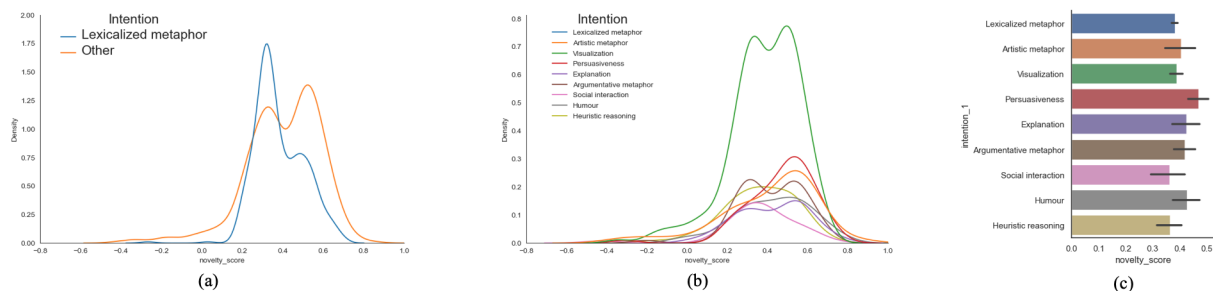 Intention
Lexicalized metaphor
Other
2.00
1.75
1.50
1.25
1.00
0.75
0.50
0.25
0.00
Density
−0.8 −0.6 −0.4 −0.2 0.0 0.2 0.4 0.6 0.8 1.0
novelty_score
(a)
Intention
Lexicalized metaphor
Artistic metaphor
Visualization
Persuasiveness
Explanation
Argumentative metaphor
Social interaction
Humour
Heuristic reasoning
0.8
0.7
0.6
0.5
0.4
0.3
0.2
0.1
0.0
Density
−0.8 −0.6 −0.4 −0.2 0.0 0.2 0.4 0.6 0.8 1.0
novelty_score
(b)
intention_1
Lexicalized metaphor
Artistic metaphor
Visualization
Persuasiveness
Explanation
Argumentative metaphor
Social interaction
Humour
Heuristic reasoning
0.0 0.1 0.2 0.3 0.4 0.5
novelty_score
(c)